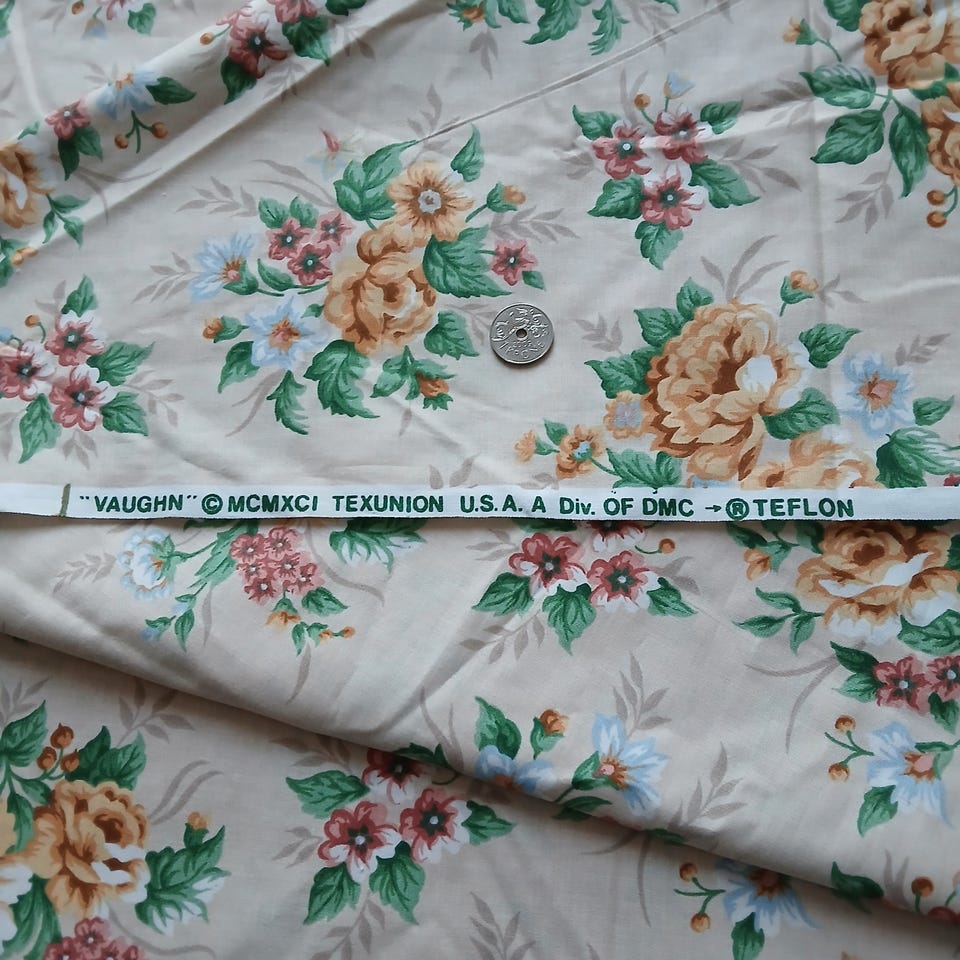 "VAUGHN" © MCMXCI TEXUNION U.S.A. A Div. OF DMC → ® TEFLON